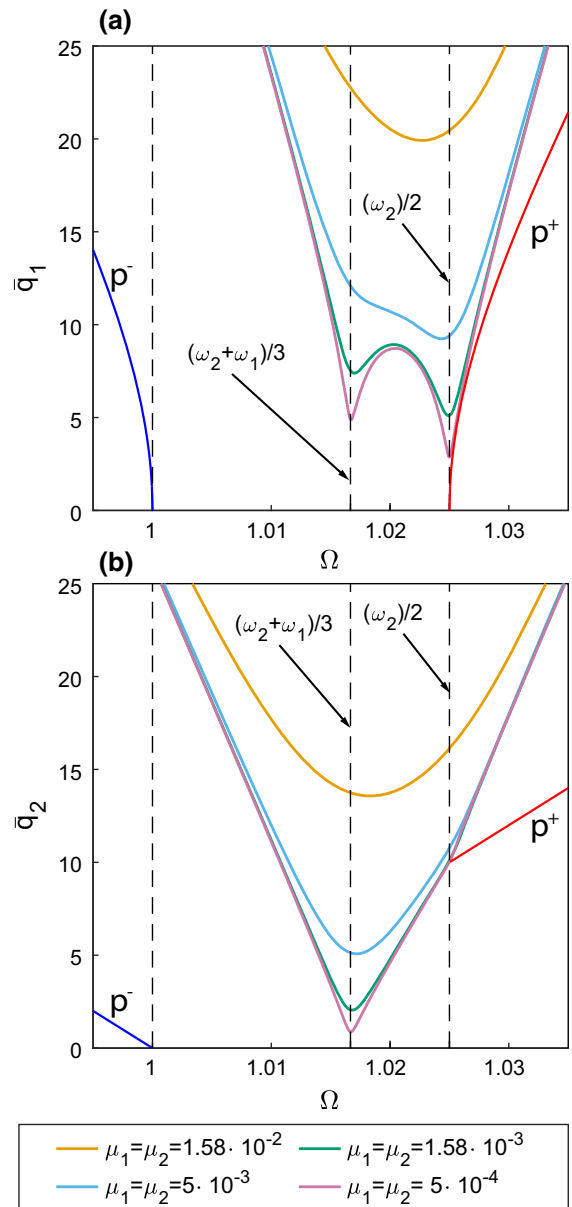 (a)
25
20
15
10
5
0
q̄₁
p⁻
(ω₂)/2
p⁺
(ω₂+ω₁)/3
1
1.01
1.02
1.03
Ω
(b)
25
20
15
10
5
0
q̄₂
(ω₂+ω₁)/3
(ω₂)/2
p⁺
p⁻
1
1.01
1.02
1.03
Ω
μ₁=μ₂=1.58· 10⁻²
μ₁=μ₂=1.58· 10⁻³
μ₁=μ₂=5· 10⁻³
μ₁=μ₂= 5· 10⁻⁴